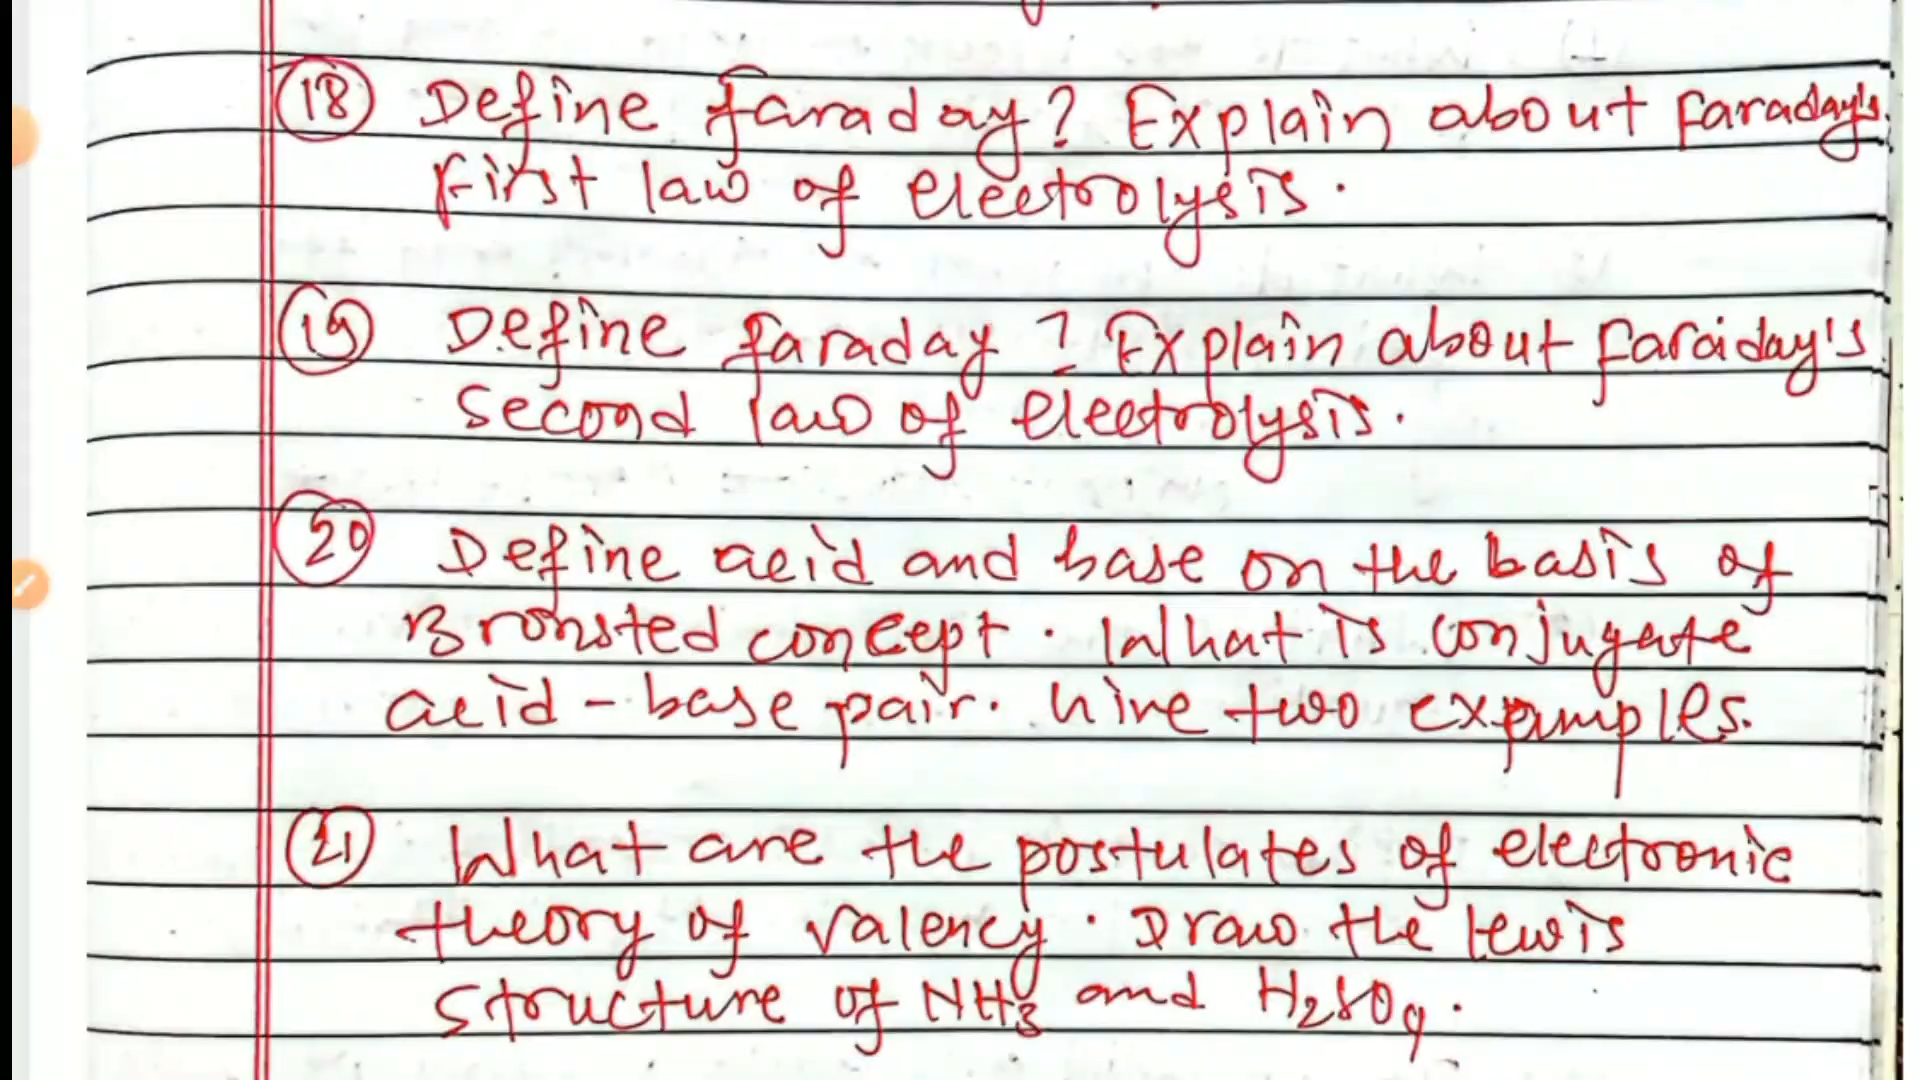 18 Define faraday? Explain about Faraday's
First law of electrolysis.
19 Define faraday? Explain about Faraday's
Second law of electrolysis.
20 Define acid and base on the basis of
Bronsted concept. What is conjugate
acid-base pair. Give two examples.
21 What are the postulates of electronic
theory of valency. Draw the lewis
structure of NH3 and H2SO4.